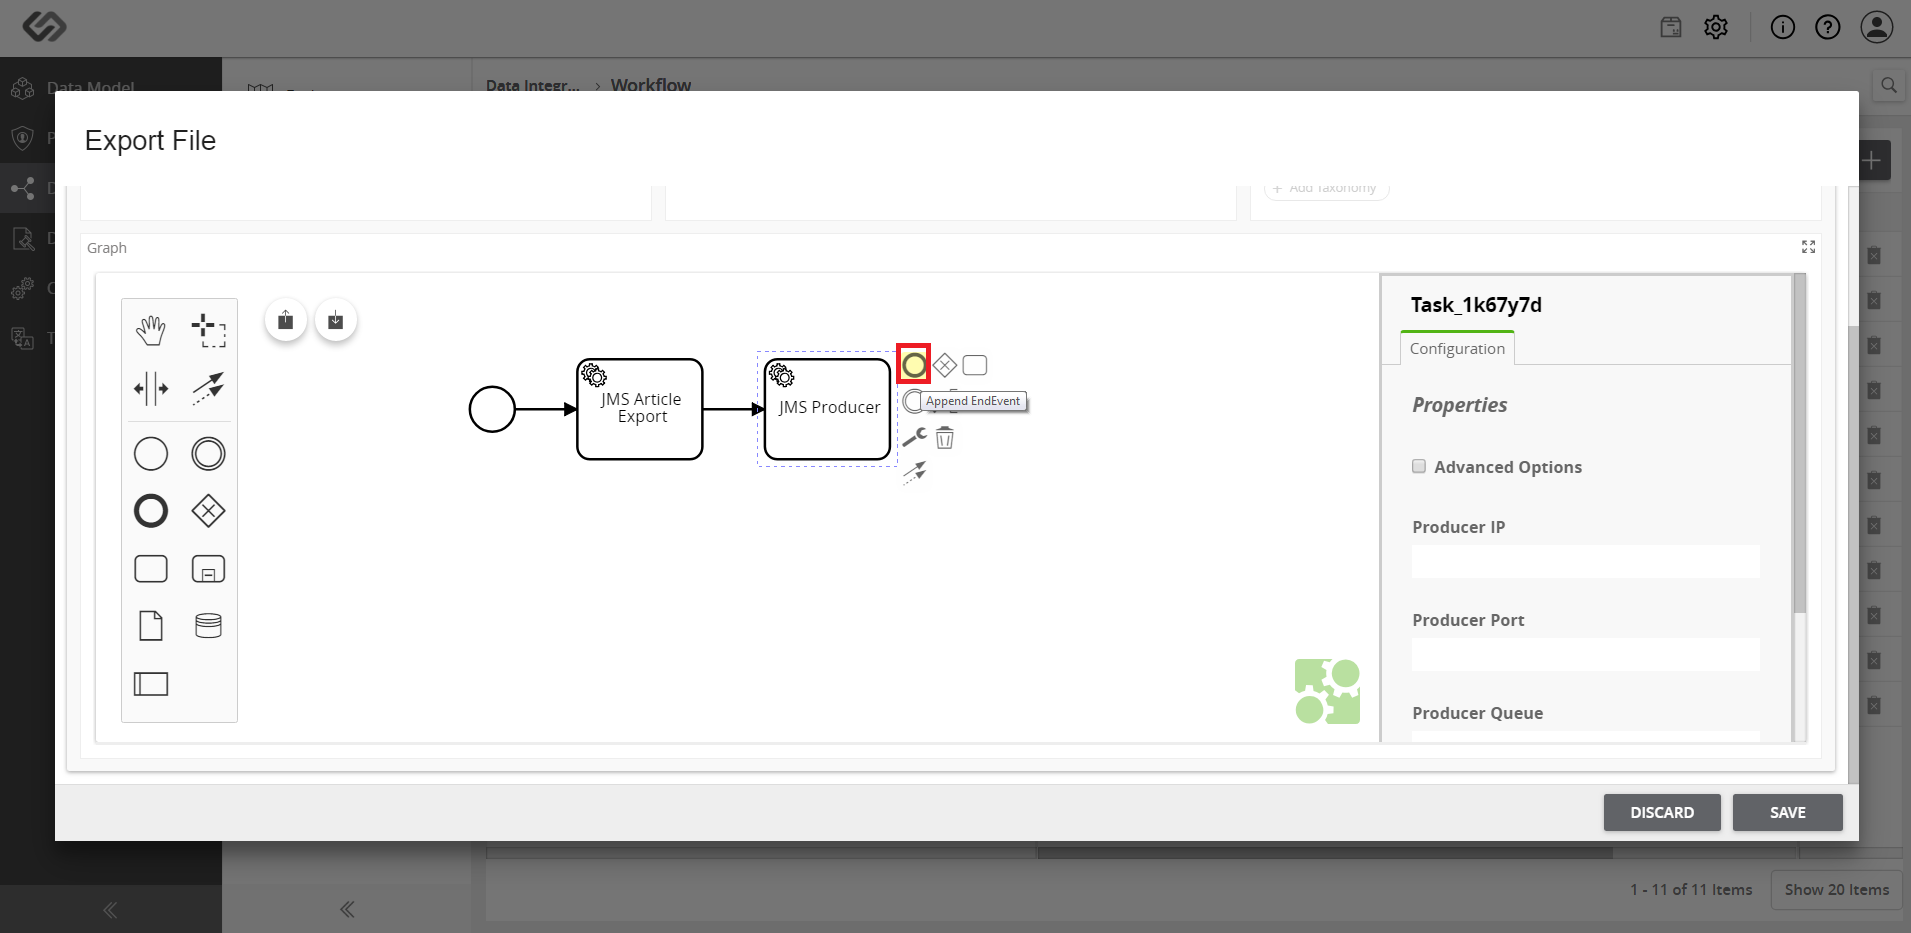 Data Model
Data Integr... > Workflow
Export File
+ Add Taxonomy
Graph
Task_1k67y7d
Configuration
JMS Article
Export
JMS Producer
Append EndEvent
Properties
Advanced Options
Producer IP
Producer Port
Producer Queue
DISCARD
SAVE
1 - 11 of 11 Items
Show 20 Items